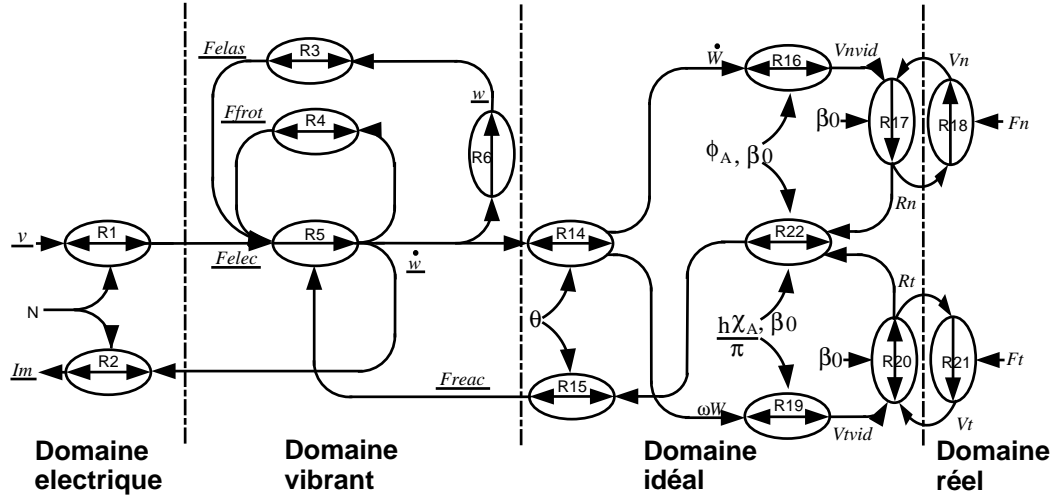 Felas
R3
Ẇ
R16
Vnvid
Vn
w
Ffrot
R4
R6
β0
R17
R18
Fn
ϕA, β0
Rn
v
R1
R5
R14
R22
Felec
ẇ
Rt
N
θ
hχA, β0
π
R2
Im
β0
R20
R21
Ft
Freac
R15
ωW
R19
Vtvid
Vt
Domaine
electrique
Domaine
vibrant
Domaine
idéal
Domaine
réel